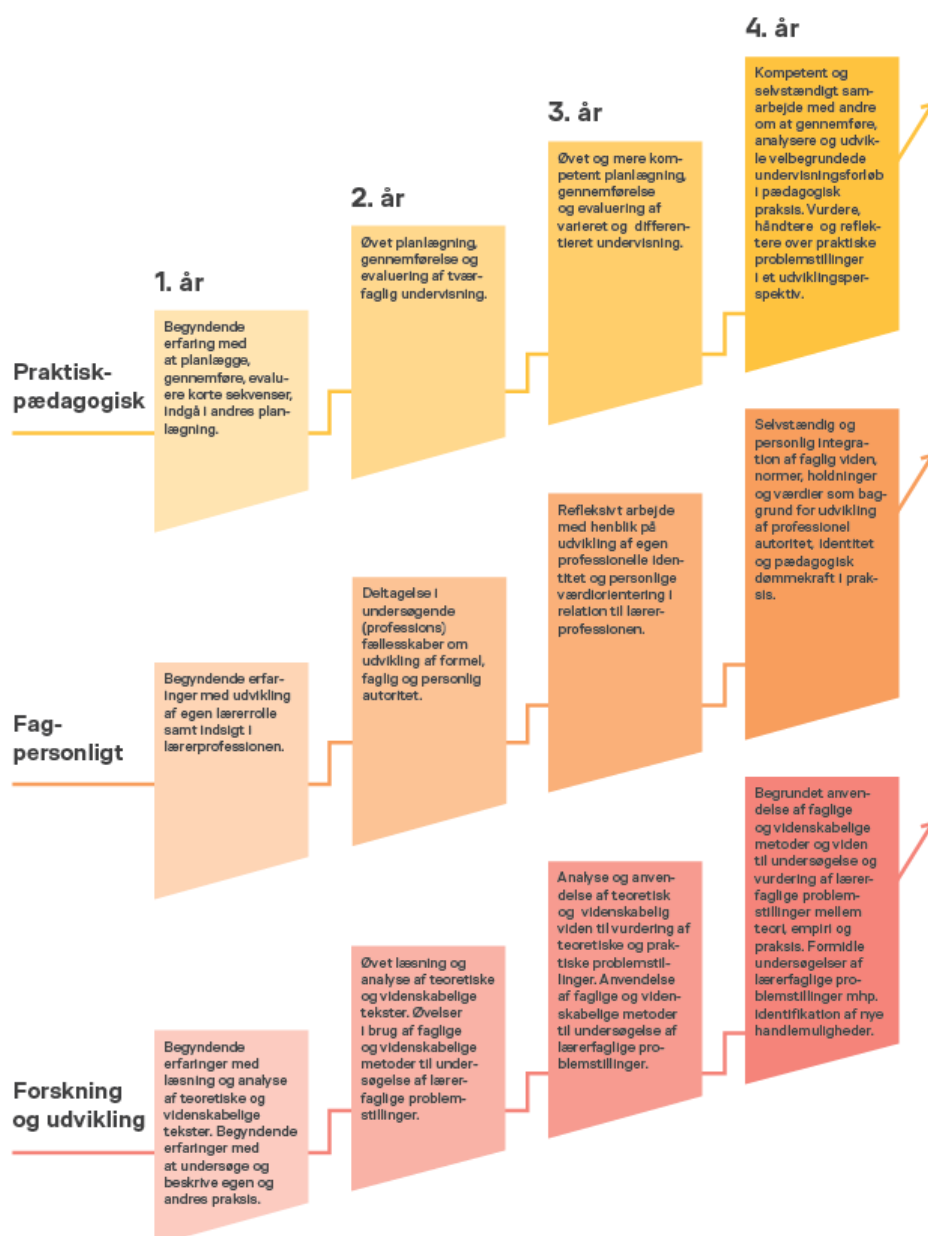 4. år
Kompetent og
selvstændigt sam-
arbejde med andre
om at gennemføre,
analysere og udvik-
le velbegrundede
undervisningsforløb
i pædagogisk
praksis. Vurdere,
håndtere og reflek-
tere over praktiske
problemstillinger
i et udviklingsper-
spektiv.
3. år
Øvet og mere kom-
petent planlægning,
gennemførelse
og evaluering af
varieret og differen-
tieret undervisning.
2. år
Øvet planlægning,
gennemførelse og
evaluering af tvær-
faglig undervisning.
1. år
Begyndende
erfaring med
at planlægge,
gennemføre, evalu-
ere korte sekvenser,
indgå i andres plan-
lægning.
Praktisk-
pædagogisk
Selvstændig og
personlig integra-
tion af faglig viden,
normer, holdninger
og værdier som bag-
grund for udvikling
af professionel
autoritet, identitet
og pædagogisk
dømmekraft i prak-
sis.
Refleksivt arbejde
med henblik på
udvikling af egen
professionelle iden-
titet og personlige
værdiorientering i
relation til lærer-
professionen.
Deltagelse i
undersøgende
(professions)
fællesskaber om
udvikling af formel,
faglig og personlig
autoritet.
Begyndende erfar-
inger med udvikling
af egen lærerrolle
samt indsigt i
lærerprofessionen.
Fag-
personligt
Begrundet anven-
delse af faglige
og videnskabelige
metoder og viden
til undersøgelse og
vurdering af lærer-
faglige problem-
stillinger mellem
teori, empiri og
praksis. Formidle
undersøgelser af
lærerfaglige pro-
blemstillinger mhp.
identifikation af nye
handlemuligheder.
Analyse og anven-
delse af teoretisk
og videnskabelig
viden til vurdering af
teoretiske og prak-
tiske problemstil-
linger. Anvendelse
af faglige og viden-
skabelige metoder
til undersøgelse af
lærerfaglige pro-
blemstillinger.
Øvet læsning og
analyse af teoretiske
og videnskabelige
tekster. Øvelser
i brug af faglige
og videnskabelige
metoder til under-
søgelse af lærer-
faglige problem-
stillinger.
Begyndende
erfaringer med
læsning og analyse
af teoretiske og
videnskabelige
tekster. Begyndende
erfaringer med
at undersøge og
beskrive egen og
andres praksis.
Forskning
og udvikling